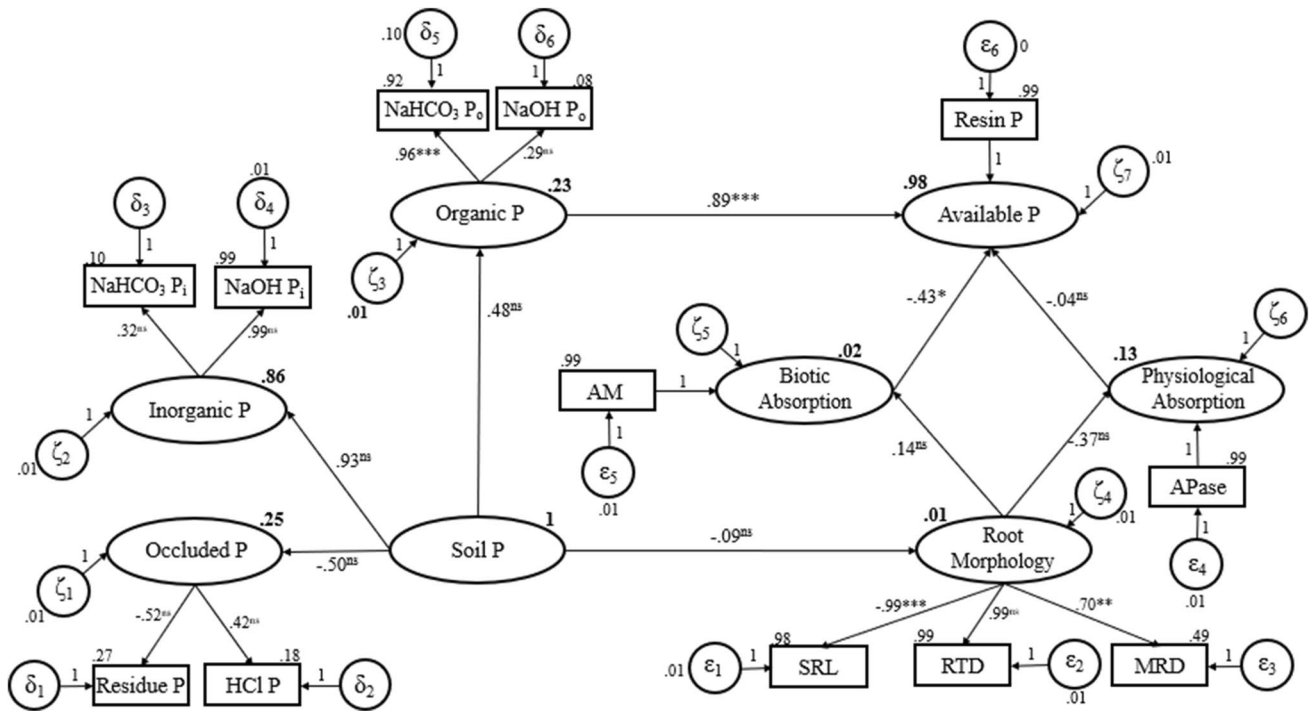 .10 δ5 δ6 ε6 0
1 1 1
.92 .08 .99
NaHCO3 Po NaOH Po Resin P
.96*** .29ns 1
δ3 .01 δ4 ζ7 .01
.23 .98 1
Organic P .89*** Available P
1 1 1
ζ3 .01
.10 .99
NaHCO3 Pi NaOH Pi
.32ns .99ns .48ns -.43* -.04ns
ζ5 ζ6
1 1
.86 .99 .02 .13
Inorganic P AM 1 Biotic Absorption Physiological Absorption
1 1 1
ζ2 .01 ε5 .01
.93ns .14ns -.37ns
.99
APase
ζ4 .01
1 1
.25 1 .01
Occluded P Soil P -.09ns Root Morphology
1 -.50ns ε4 .01
ζ1 .01
-.52ns .42ns -.99*** .99ns .70**
.27 .18 .98 .99 .49
δ1 1 Residue P HCl P 1 δ2 .01 ε1 1 SRL RTD 1 ε2 .01 MRD 1 ε3